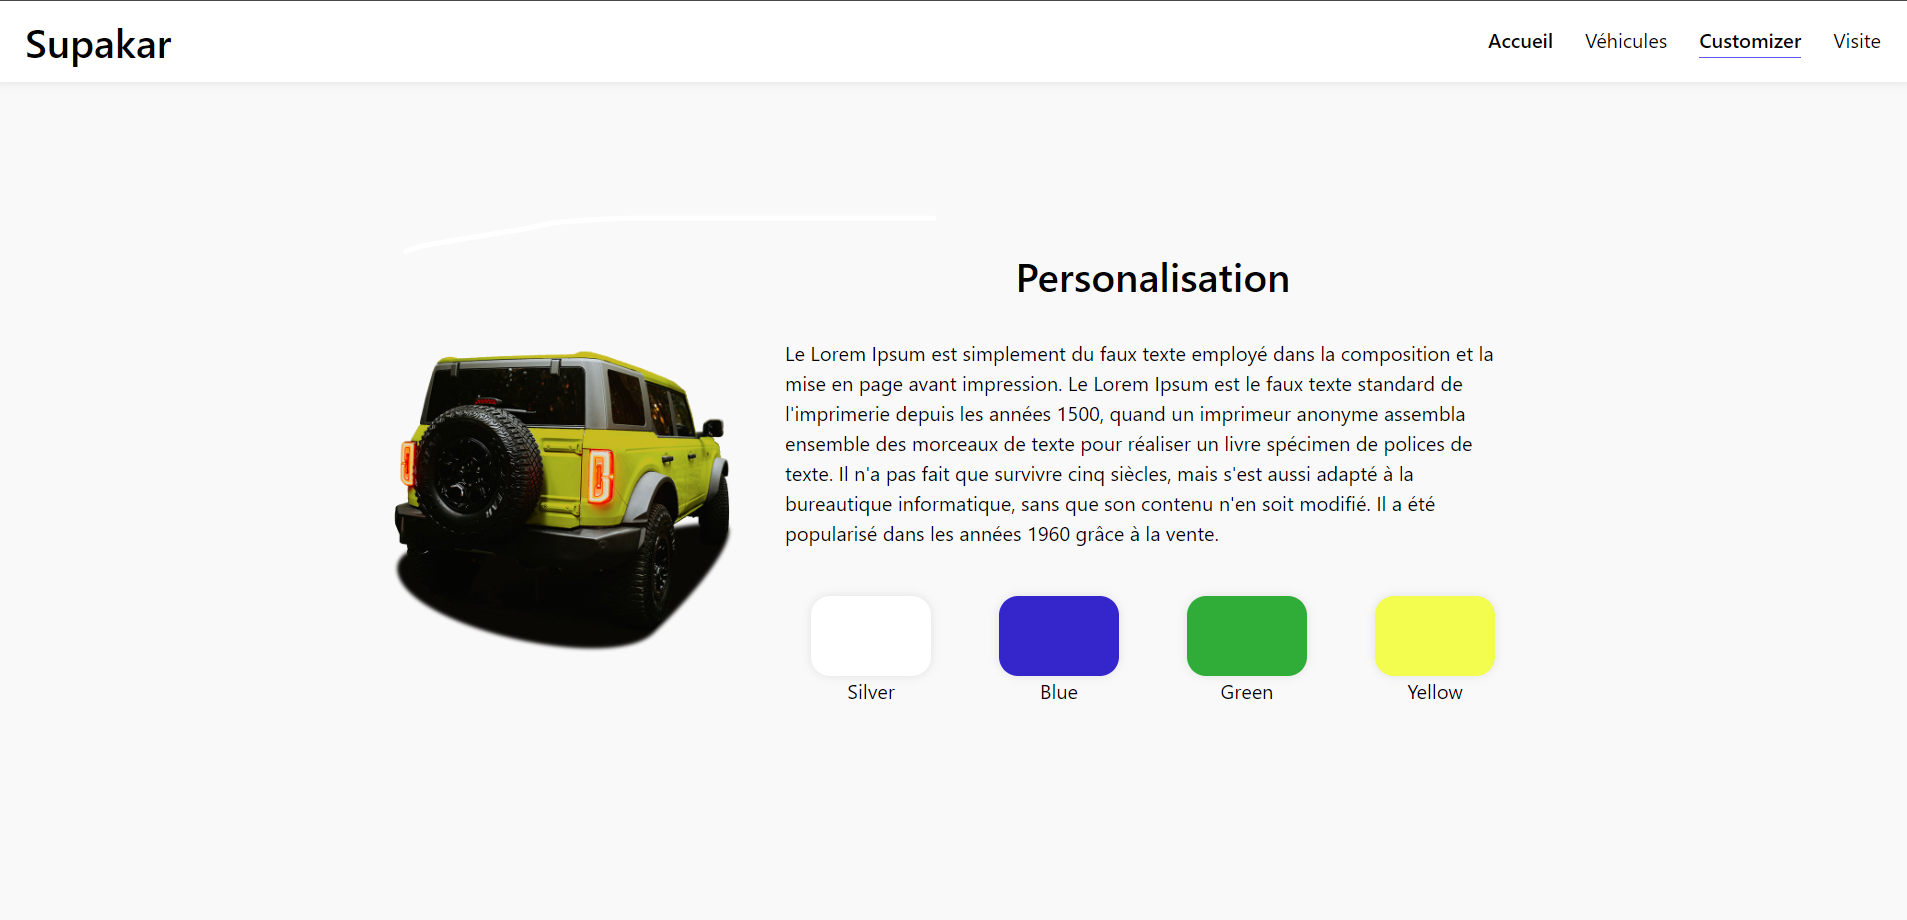 Supakar
Accueil Véhicules Customizer Visite
Personalisation
Le Lorem Ipsum est simplement du faux texte employé dans la composition et la
mise en page avant impression. Le Lorem Ipsum est le faux texte standard de
l'imprimerie depuis les années 1500, quand un imprimeur anonyme assembla
ensemble des morceaux de texte pour réaliser un livre spécimen de polices de
texte. Il n'a pas fait que survivre cinq siècles, mais s'est aussi adapté à la
bureautique informatique, sans que son contenu n'en soit modifié. Il a été
popularisé dans les années 1960 grâce à la vente.
Silver Blue Green Yellow